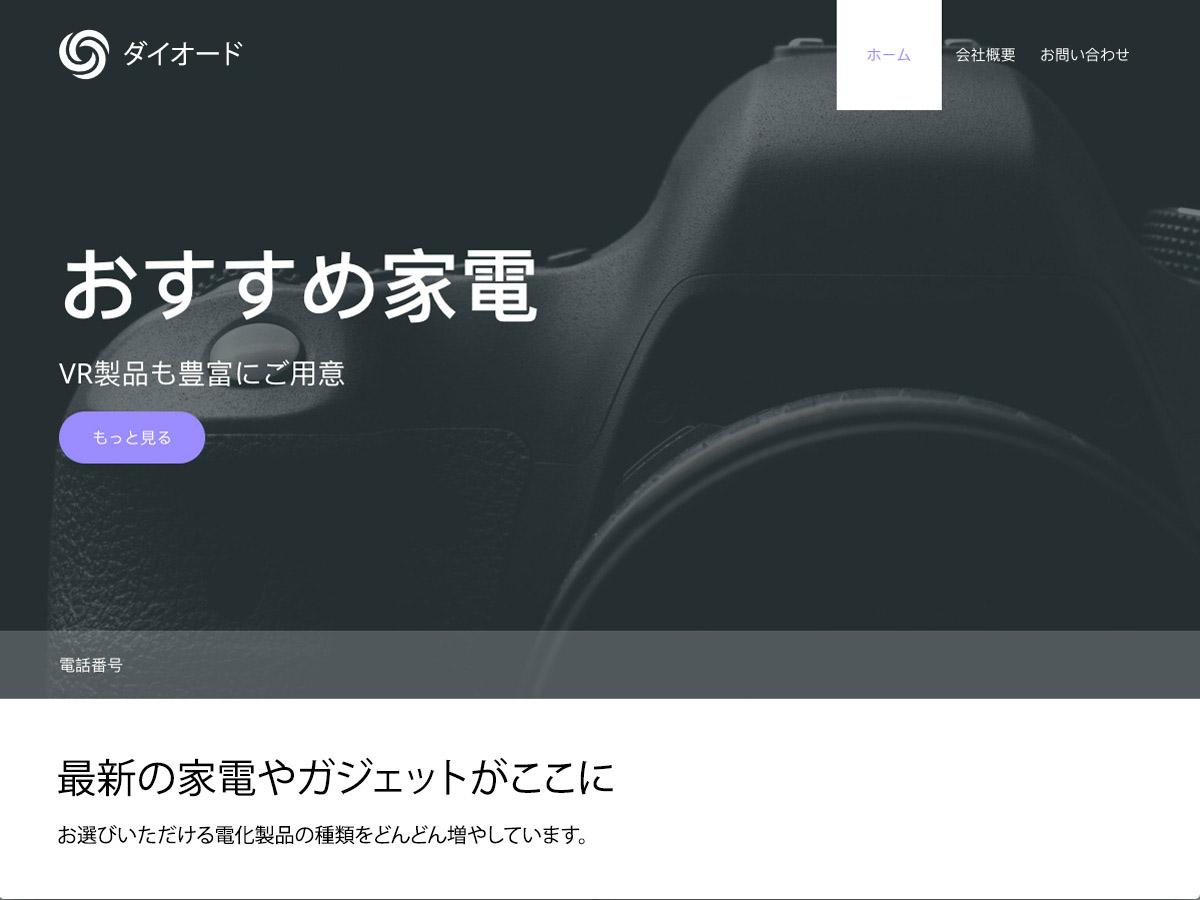 ダイオード
ホーム
会社概要
お問い合わせ
おすすめ家電
VR製品も豊富にご用意
もっと見る
電話番号
最新の家電やガジェットがここに
お選びいただける電化製品の種類をどんどん増やしています。